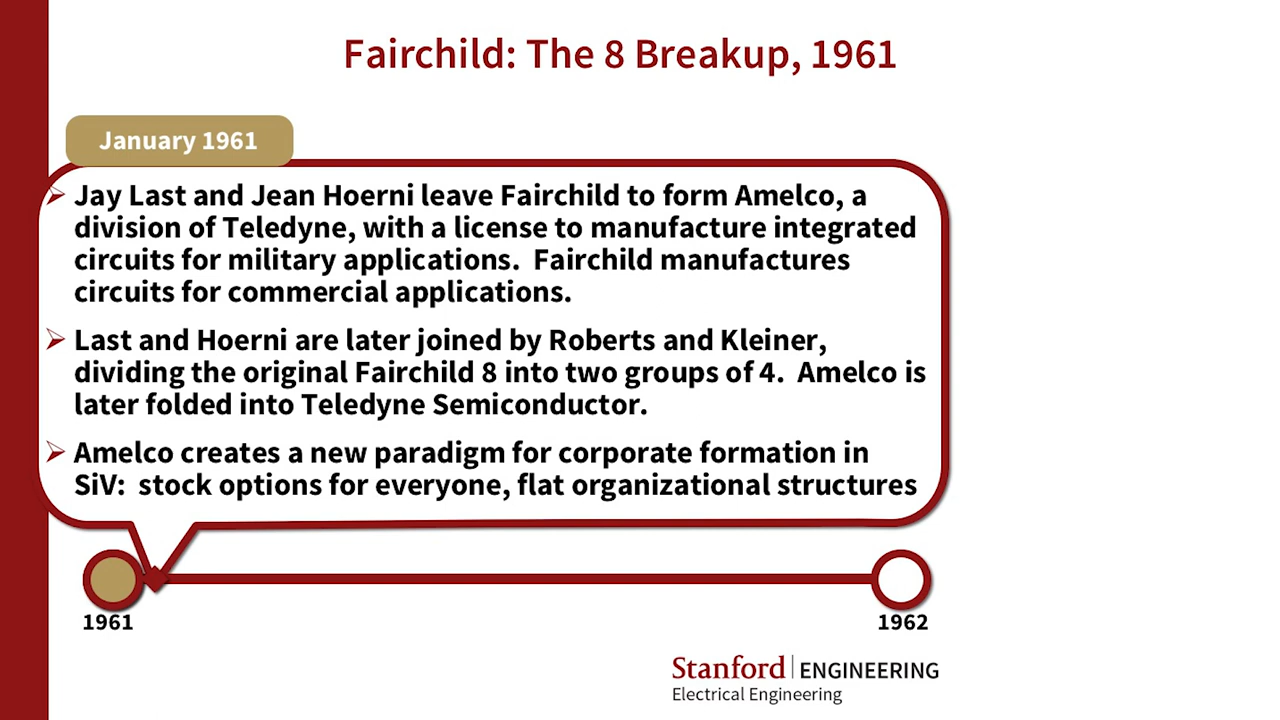 Fairchild: The 8 Breakup, 1961
January 1961
Jay Last and Jean Hoerni leave Fairchild to form Amelco, a
division of Teledyne, with a license to manufacture integrated
circuits for military applications.  Fairchild manufactures
circuits for commercial applications.
Last and Hoerni are later joined by Roberts and Kleiner,
dividing the original Fairchild 8 into two groups of 4.  Amelco is
later folded into Teledyne Semiconductor.
Amelco creates a new paradigm for corporate formation in
SiV:  stock options for everyone, flat organizational structures
1961
1962
Stanford | ENGINEERING
Electrical Engineering